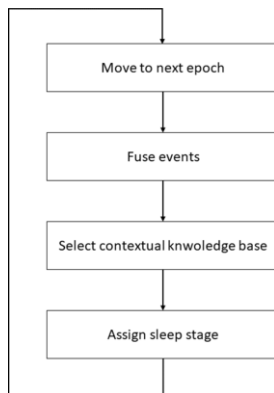 Move to next epoch
Fuse events
Select contextual knwoledge base
Assign sleep stage